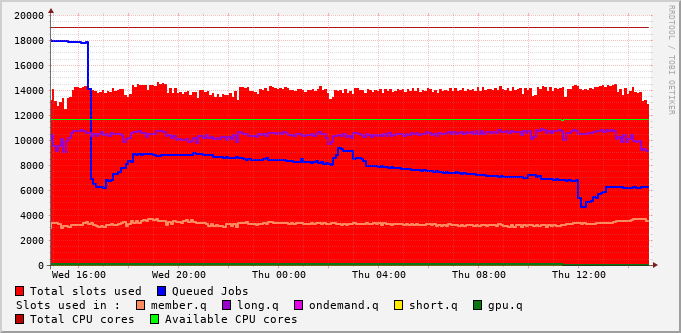 20000
18000
16000
14000
12000
10000
8000
6000
4000
2000
0
Wed 16:00 Wed 20:00 Thu 00:00 Thu 04:00 Thu 08:00 Thu 12:00
Total slots used Queued Jobs
Slots used in : member.q long.q ondemand.q short.q gpu.q
Total CPU cores Available CPU cores
RRDTOOL / TOBI OETIKER